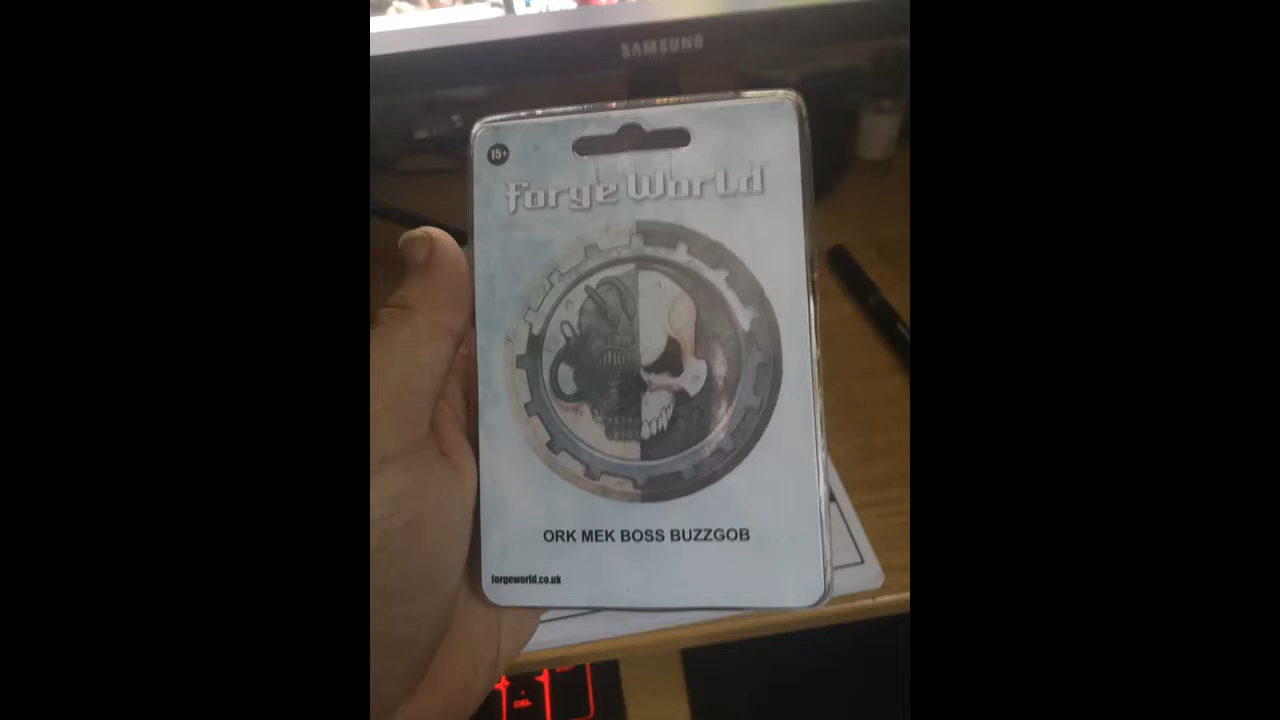 SAMSUNG
15+
Forge World
ORK MEK BOSS BUZZGOB
forgeworld.co.uk